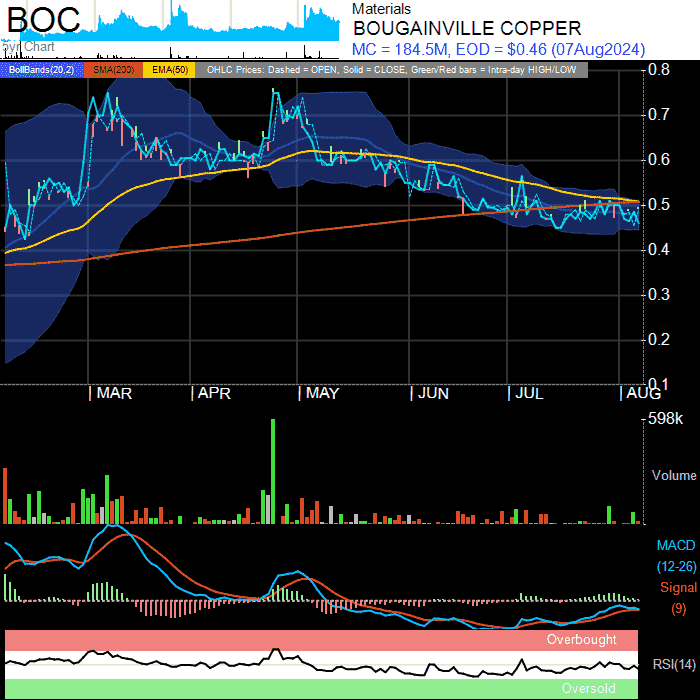 BOC
5yr Chart
Materials
BOUGAINVILLE COPPER
MC = 184.5M, EOD = $0.46 (07Aug2024)
BollBands(20,2) SMA(200) EMA(50) OHLC Prices: Dashed = OPEN, Solid = CLOSE, Green/Red bars = Intra-day HIGH/LOW
0.8
0.7
0.6
0.5
0.4
0.3
0.2
0.1
MAR APR MAY JUN JUL AUG
598k
Volume
MACD
(12-26)
Signal
(9)
Overbought
RSI(14)
Oversold